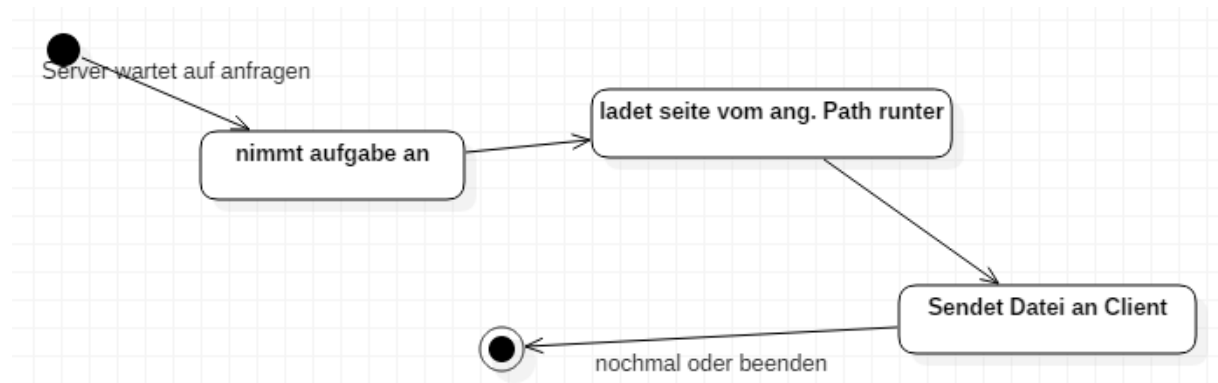 Server wartet auf anfragen
nimmt aufgabe an
ladet seite vom ang. Path runter
Sendet Datei an Client
nochmal oder beenden